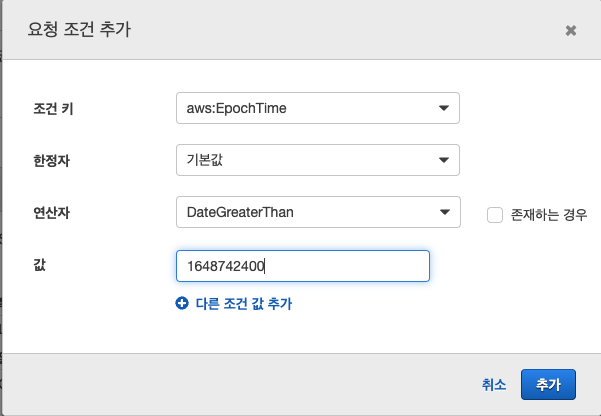 요청 조건 추가
조건 키 aws:EpochTime
한정자 기본값
연산자 DateGreaterThan 존재하는 경우
값 1648742400
다른 조건 값 추가
취소 추가